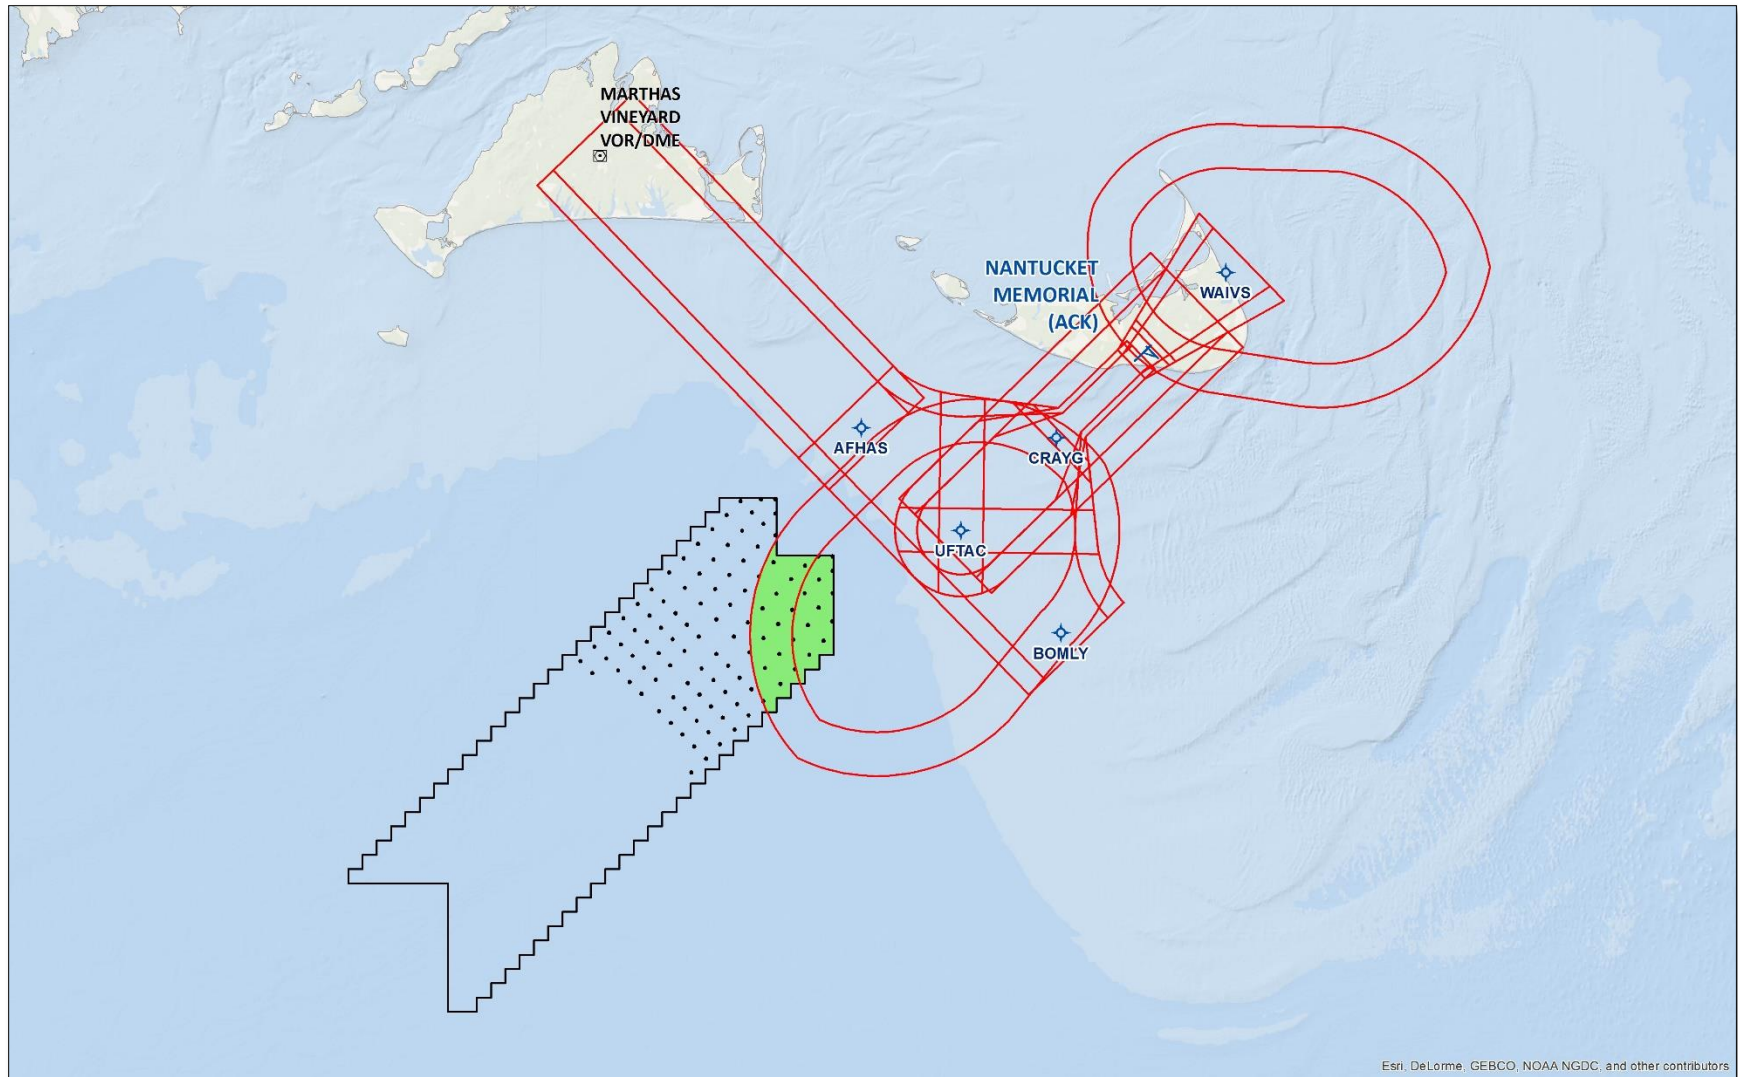 MARTHAS
VINEYARD
VOR/DME
NANTUCKET
MEMORIAL
(ACK)
WAIVS
AFHAS
CRAYG
UFTAC
BOMLY
Esri, DeLorme, GEBCO, NOAA NGDC, and other contributors